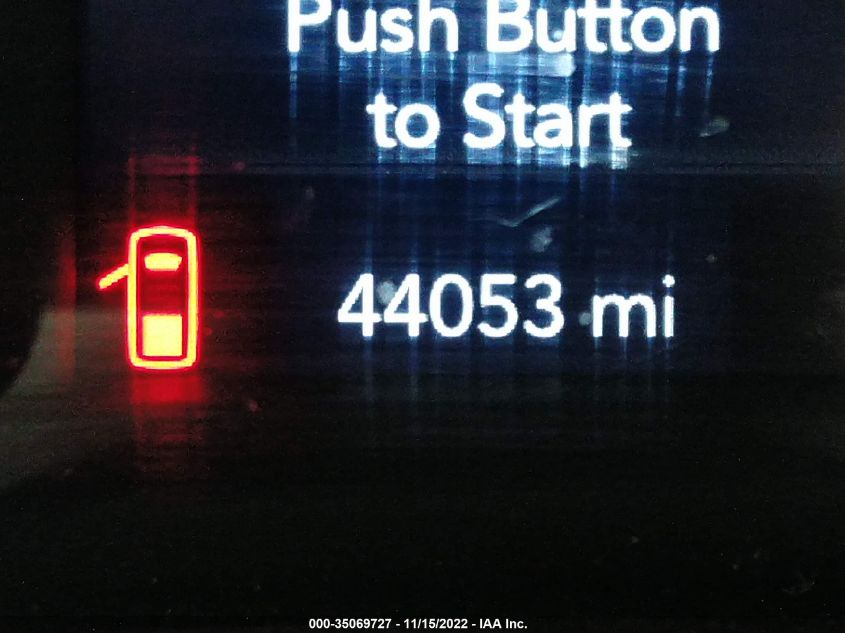 Push Button
to Start
44053 mi
000-35069727 - 11/15/2022 - IAA Inc.